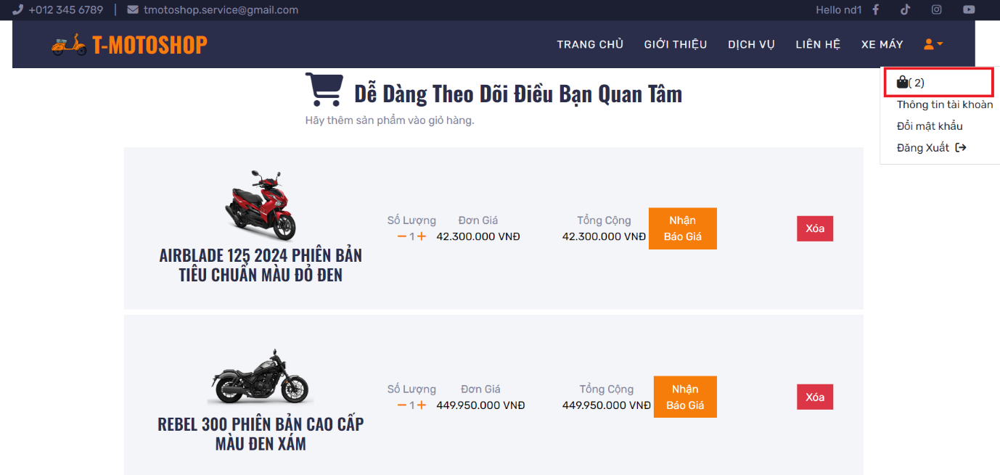 +012 345 6789 | tmotoshop.service@gmail.com Hello nd1
T-MOTOSHOP TRANG CHỦ GIỚI THIỆU DỊCH VỤ LIÊN HỆ XE MÁY
( 2)
Thông tin tài khoản
Đổi mật khẩu
Đăng Xuất
Dễ Dàng Theo Dõi Điều Bạn Quan Tâm
Hãy thêm sản phẩm vào giỏ hàng.
AIRBLADE 125 2024 PHIÊN BẢN
TIÊU CHUẨN MÀU ĐỎ ĐEN
Số Lượng Đơn Giá Tổng Cộng
1 42.300.000 VNĐ 42.300.000 VNĐ
Nhận
Báo Giá
Xóa
REBEL 300 PHIÊN BẢN CAO CẤP
MÀU ĐEN XÁM
Số Lượng Đơn Giá Tổng Cộng
1 449.950.000 VNĐ 449.950.000 VNĐ
Nhận
Báo Giá
Xóa